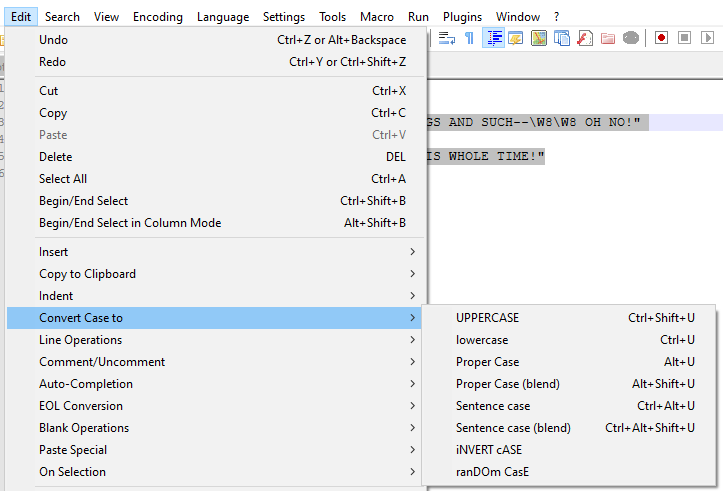 Edit Search View Encoding Language Settings Tools Macro Run Plugins Window ?
Undo Ctrl+Z or Alt+Backspace
Redo Ctrl+Y or Ctrl+Shift+Z
Cut Ctrl+X
Copy Ctrl+C
Paste Ctrl+V
Delete DEL
Select All Ctrl+A
Begin/End Select Ctrl+Shift+B
Begin/End Select in Column Mode Alt+Shift+B
Insert
Copy to Clipboard
Indent
Convert Case to
Line Operations
Comment/Uncomment
Auto-Completion
EOL Conversion
Blank Operations
Paste Special
On Selection
GS AND SUCH--\W8\W8 OH NO!"
IS WHOLE TIME!"
UPPERCASE Ctrl+Shift+U
lowercase Ctrl+U
Proper Case Alt+U
Proper Case (blend) Alt+Shift+U
Sentence case Ctrl+Alt+U
Sentence case (blend) Ctrl+Alt+Shift+U
iNVERT cASE
ranDOm CasE